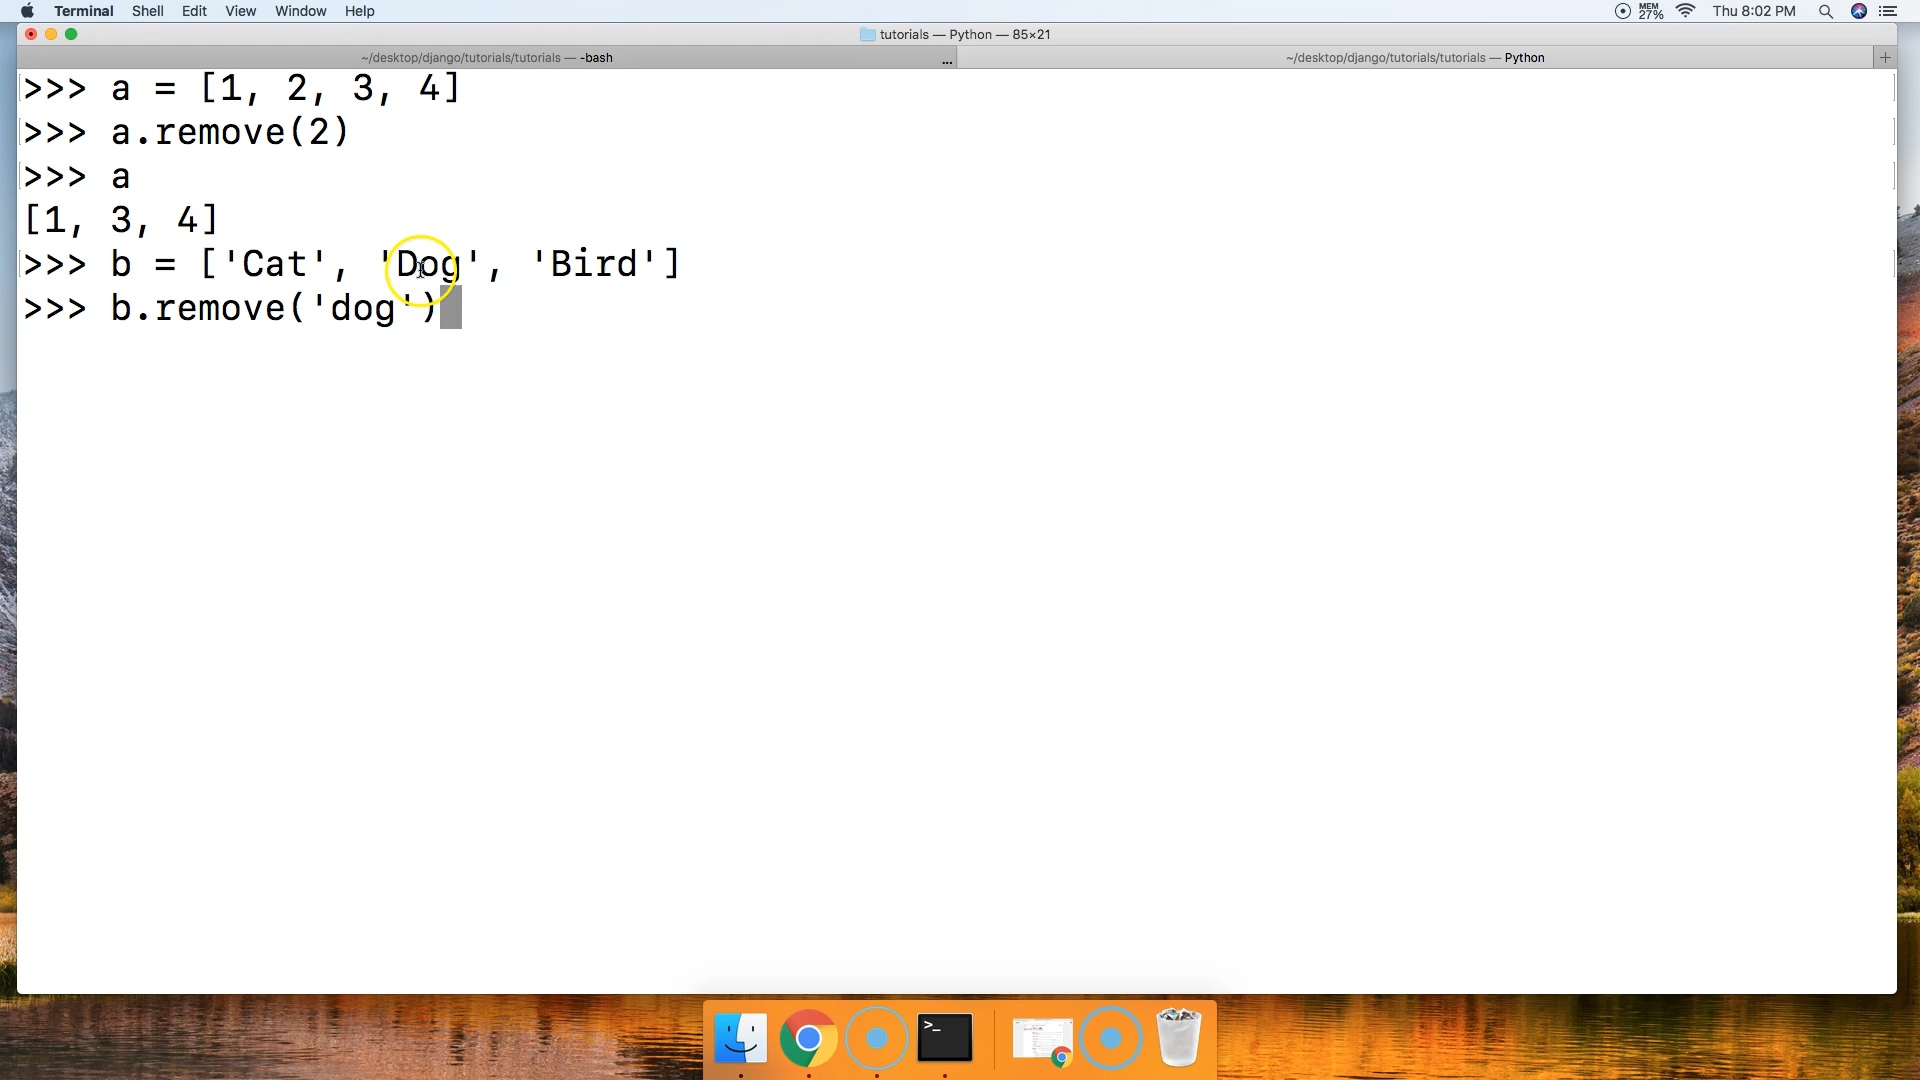 Terminal Shell Edit View Window Help MEM 27% Thu 8:02 PM
tutorials — Python — 85×21
~/desktop/django/tutorials/tutorials — -bash ... ~/desktop/django/tutorials/tutorials — Python +
>>> a = [1, 2, 3, 4]
>>> a.remove(2)
>>> a
[1, 3, 4]
>>> b = ['Cat', 'Dog', 'Bird']
>>> b.remove('dog')
>_